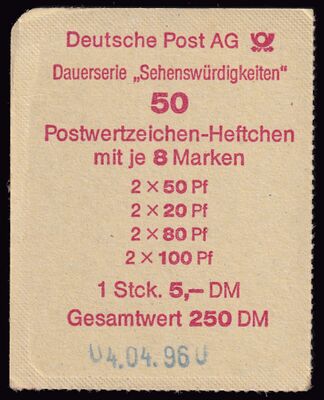 Deutsche Post AG
Dauerserie „Sehenswürdigkeiten“
50
Postwertzeichen-Heftchen
mit je 8 Marken
2 × 50 Pf
2 × 20 Pf
2 × 80 Pf
2 × 100 Pf
1 Stck. 5,– DM
Gesamtwert 250 DM
04.04.96